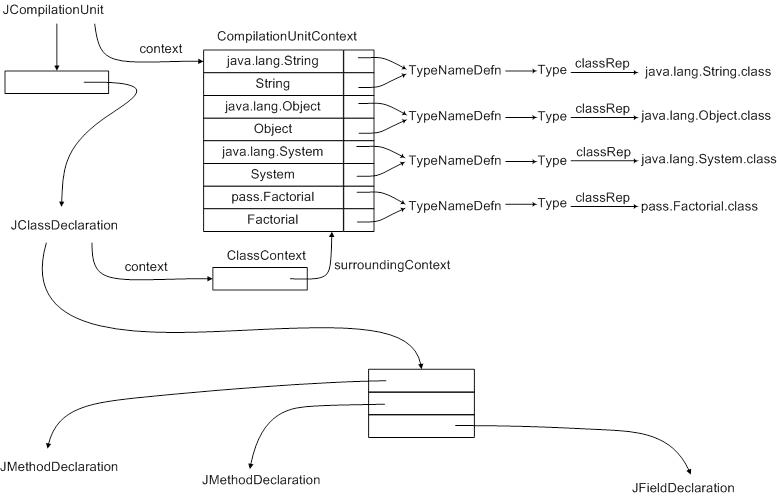 JCompilationUnit
context
CompilationUnitContext
java.lang.String
String
java.lang.Object
Object
java.lang.System
System
pass.Factorial
Factorial
TypeNameDefn
Type
classRep
java.lang.String.class
TypeNameDefn
Type
classRep
java.lang.Object.class
TypeNameDefn
Type
classRep
java.lang.System.class
TypeNameDefn
Type
classRep
pass.Factorial.class
JClassDeclaration
context
ClassContext
surroundingContext
JMethodDeclaration
JMethodDeclaration
JFieldDeclaration